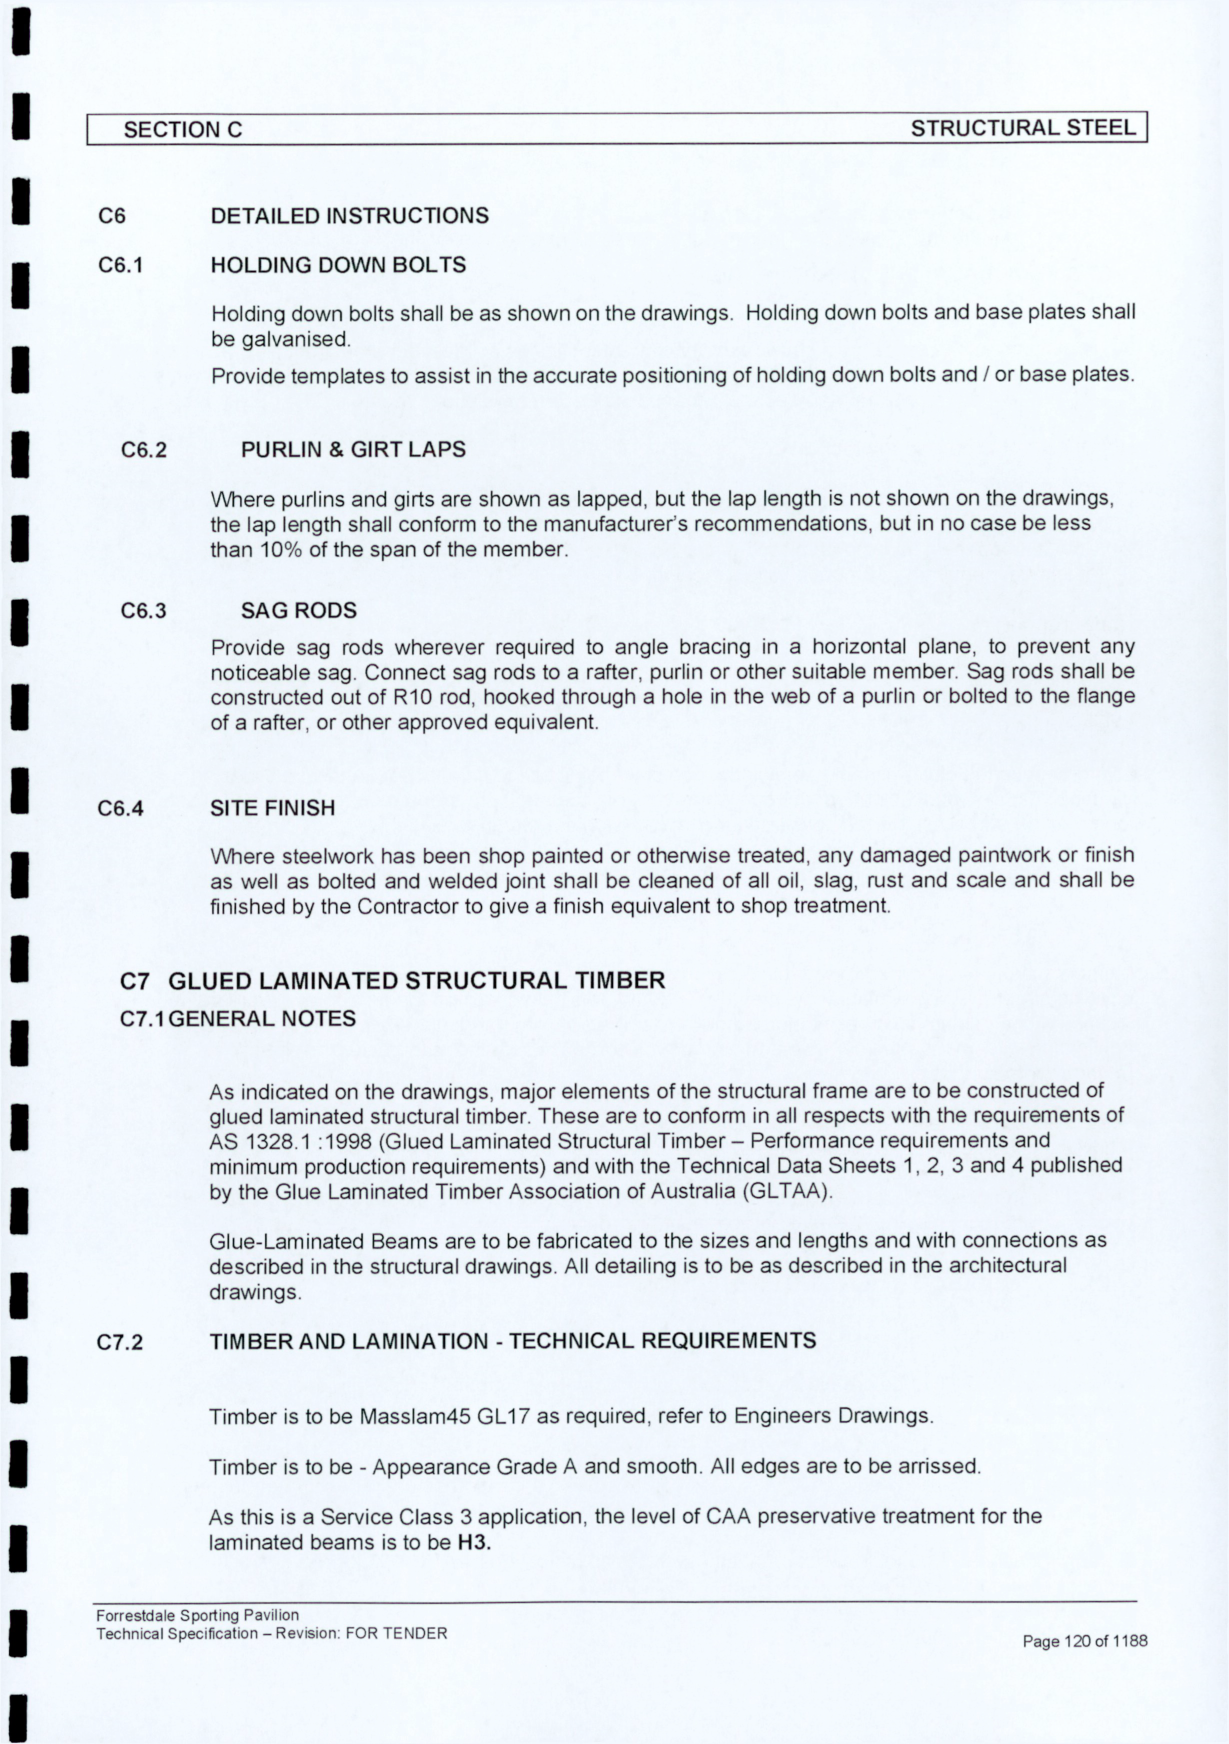 SECTION C STRUCTURAL STEEL
C6 DETAILED INSTRUCTIONS
C6.1 HOLDING DOWN BOLTS
Holding down bolts shall be as shown on the drawings. Holding down bolts and base plates shall
be galvanised.
Provide templates to assist in the accurate positioning of holding down bolts and / or base plates.
C6.2 PURLIN & GIRT LAPS
Where purlins and girts are shown as lapped, but the lap length is not shown on the drawings,
the lap length shall conform to the manufacturer's recommendations, but in no case be less
than 10% of the span of the member.
C6.3 SAG RODS
Provide sag rods wherever required to angle bracing in a horizontal plane, to prevent any
noticeable sag. Connect sag rods to a rafter, purlin or other suitable member. Sag rods shall be
constructed out of R10 rod, hooked through a hole in the web of a purlin or bolted to the flange
of a rafter, or other approved equivalent.
C6.4 SITE FINISH
Where steelwork has been shop painted or otherwise treated, any damaged paintwork or finish
as well as bolted and welded joint shall be cleaned of all oil, slag, rust and scale and shall be
finished by the Contractor to give a finish equivalent to shop treatment.
C7 GLUED LAMINATED STRUCTURAL TIMBER
C7.1 GENERAL NOTES
As indicated on the drawings, major elements of the structural frame are to be constructed of
glued laminated structural timber. These are to conform in all respects with the requirements of
AS 1328.1 :1998 (Glued Laminated Structural Timber – Performance requirements and
minimum production requirements) and with the Technical Data Sheets 1, 2, 3 and 4 published
by the Glue Laminated Timber Association of Australia (GLTAA).
Glue-Laminated Beams are to be fabricated to the sizes and lengths and with connections as
described in the structural drawings. All detailing is to be as described in the architectural
drawings.
C7.2 TIMBER AND LAMINATION - TECHNICAL REQUIREMENTS
Timber is to be Masslam45 GL17 as required, refer to Engineers Drawings.
Timber is to be - Appearance Grade A and smooth. All edges are to be arrissed.
As this is a Service Class 3 application, the level of CAA preservative treatment for the
laminated beams is to be H3.
Forrestdale Sporting Pavilion
Technical Specification – Revision: FOR TENDER
Page 120 of 1188